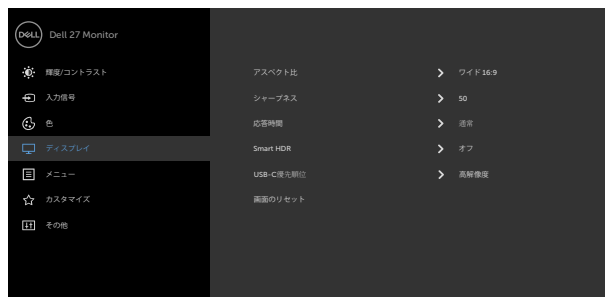 DELL Dell 27 Monitor
輝度/コントラスト
入力信号
色
ディスプレイ
メニュー
カスタマイズ
その他
アスペクト比 ワイド16:9
シャープネス 50
応答時間 通常
Smart HDR オフ
USB-C優先順位 高解像度
画面のリセット